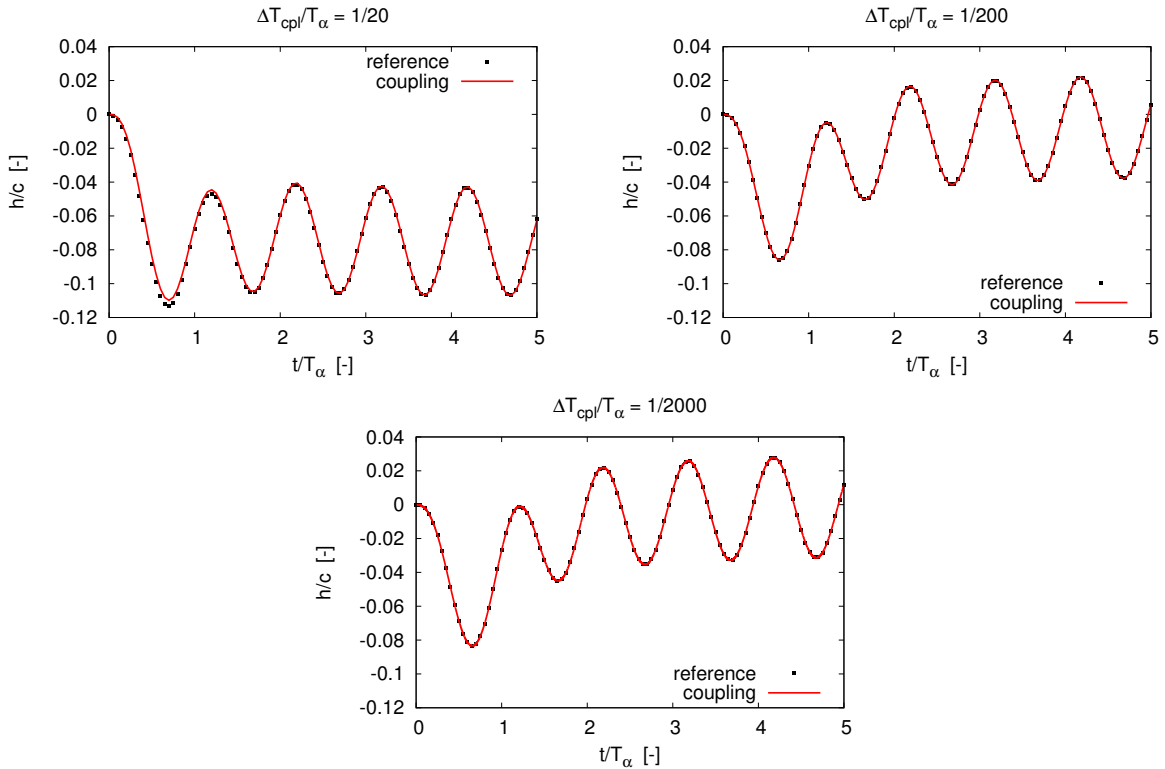 ΔT_cpl/T_α = 1/20
0.04
0.02
0
-0.02
-0.04
-0.06
-0.08
-0.1
-0.12
h/c [-]
reference
coupling
0 1 2 3 4 5
t/T_α [-]
ΔT_cpl/T_α = 1/200
0.04
0.02
0
-0.02
-0.04
-0.06
-0.08
-0.1
-0.12
h/c [-]
reference
coupling
0 1 2 3 4 5
t/T_α [-]
ΔT_cpl/T_α = 1/2000
0.04
0.02
0
-0.02
-0.04
-0.06
-0.08
-0.1
-0.12
h/c [-]
reference
coupling
0 1 2 3 4 5
t/T_α [-]